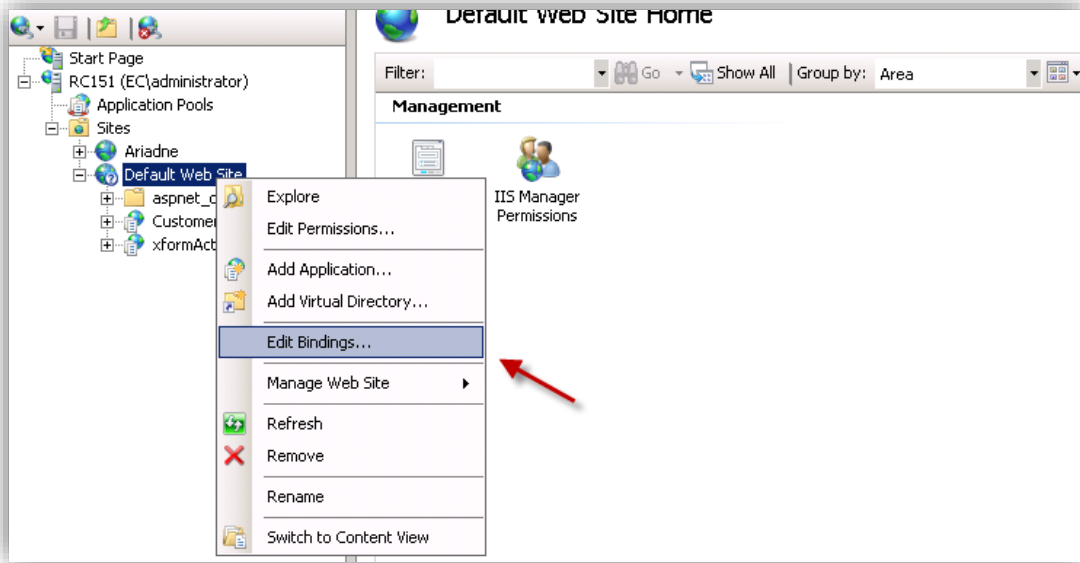 Default Web Site Home
Start Page
RC151 (EC\administrator)
Application Pools
Sites
Ariadne
Default Web Site
aspnet_c
Customer
xformAct
Filter:
Go
Show All
Group by:
Area
Management
IIS Manager
Permissions
Explore
Edit Permissions...
Add Application...
Add Virtual Directory...
Edit Bindings...
Manage Web Site
Refresh
Remove
Rename
Switch to Content View